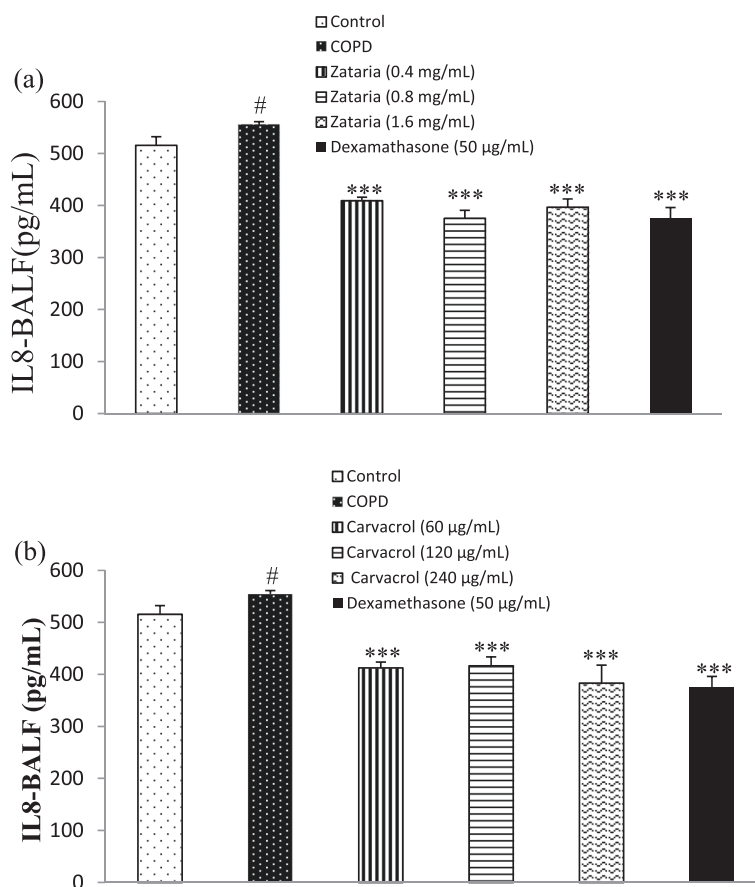 Control
COPD
Zataria (0.4 mg/mL)
Zataria (0.8 mg/mL)
Zataria (1.6 mg/mL)
Dexamathasone (50 µg/mL)
(a)
IL8-BALF(pg/mL)
600
500
400
300
200
100
0
#
***
***
***
***
Control
COPD
Carvacrol (60 µg/mL)
Carvacrol (120 µg/mL)
Carvacrol (240 µg/mL)
Dexamethasone (50 µg/mL)
(b)
IL8-BALF (pg/mL)
600
500
400
300
200
100
0
#
***
***
***
***